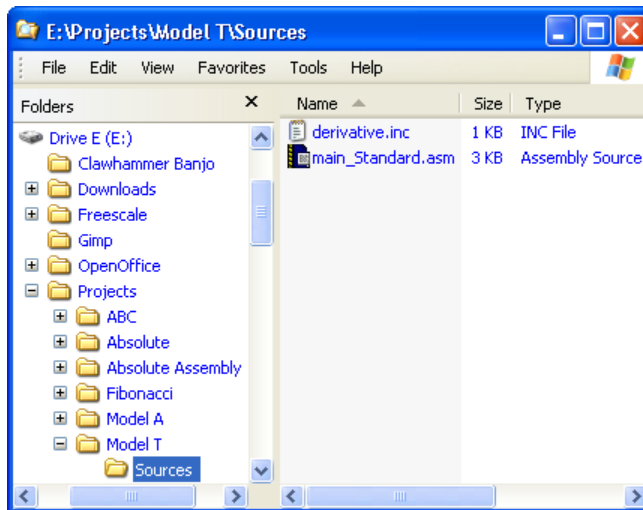 E:\Projects\Model T\Sources
File Edit View Favorites Tools Help
Folders
Drive E (E:)
Clawhammer Banjo
Downloads
Freescale
Gimp
OpenOffice
Projects
ABC
Absolute
Absolute Assembly
Fibonacci
Model A
Model T
Sources
Name Size Type
derivative.inc 1 KB INC File
main_Standard.asm 3 KB Assembly Source